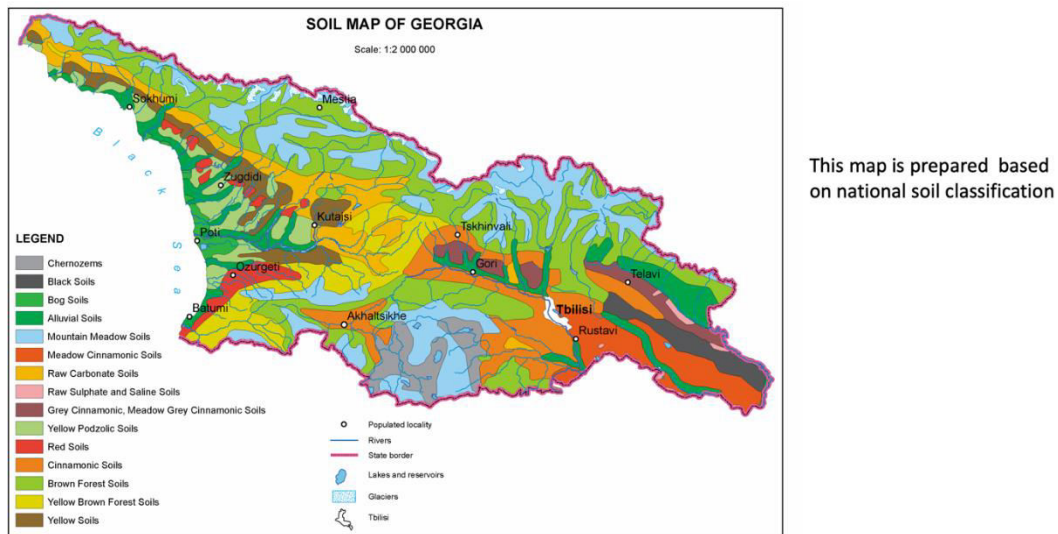 SOIL MAP OF GEORGIA
Scale: 1:2 000 000
Sokhumi
Mestia
Black Sea
Zugdidi
Kutaisi
Tskhinvali
Poti
Gori
Telavi
Ozurgeti
Tbilisi
Batumi
Akhaltsikhe
Rustavi
LEGEND
Chernozems
Black Soils
Bog Soils
Alluvial Soils
Mountain Meadow Soils
Meadow Cinnamonic Soils
Raw Carbonate Soils
Raw Sulphate and Saline Soils
Grey Cinnamonic, Meadow Grey Cinnamonic Soils
Yellow Podzolic Soils
Red Soils
Cinnamonic Soils
Brown Forest Soils
Yellow Brown Forest Soils
Yellow Soils
Populated locality
Rivers
State border
Lakes and reservoirs
Glaciers
Tbilisi
This map is prepared based
on national soil classification